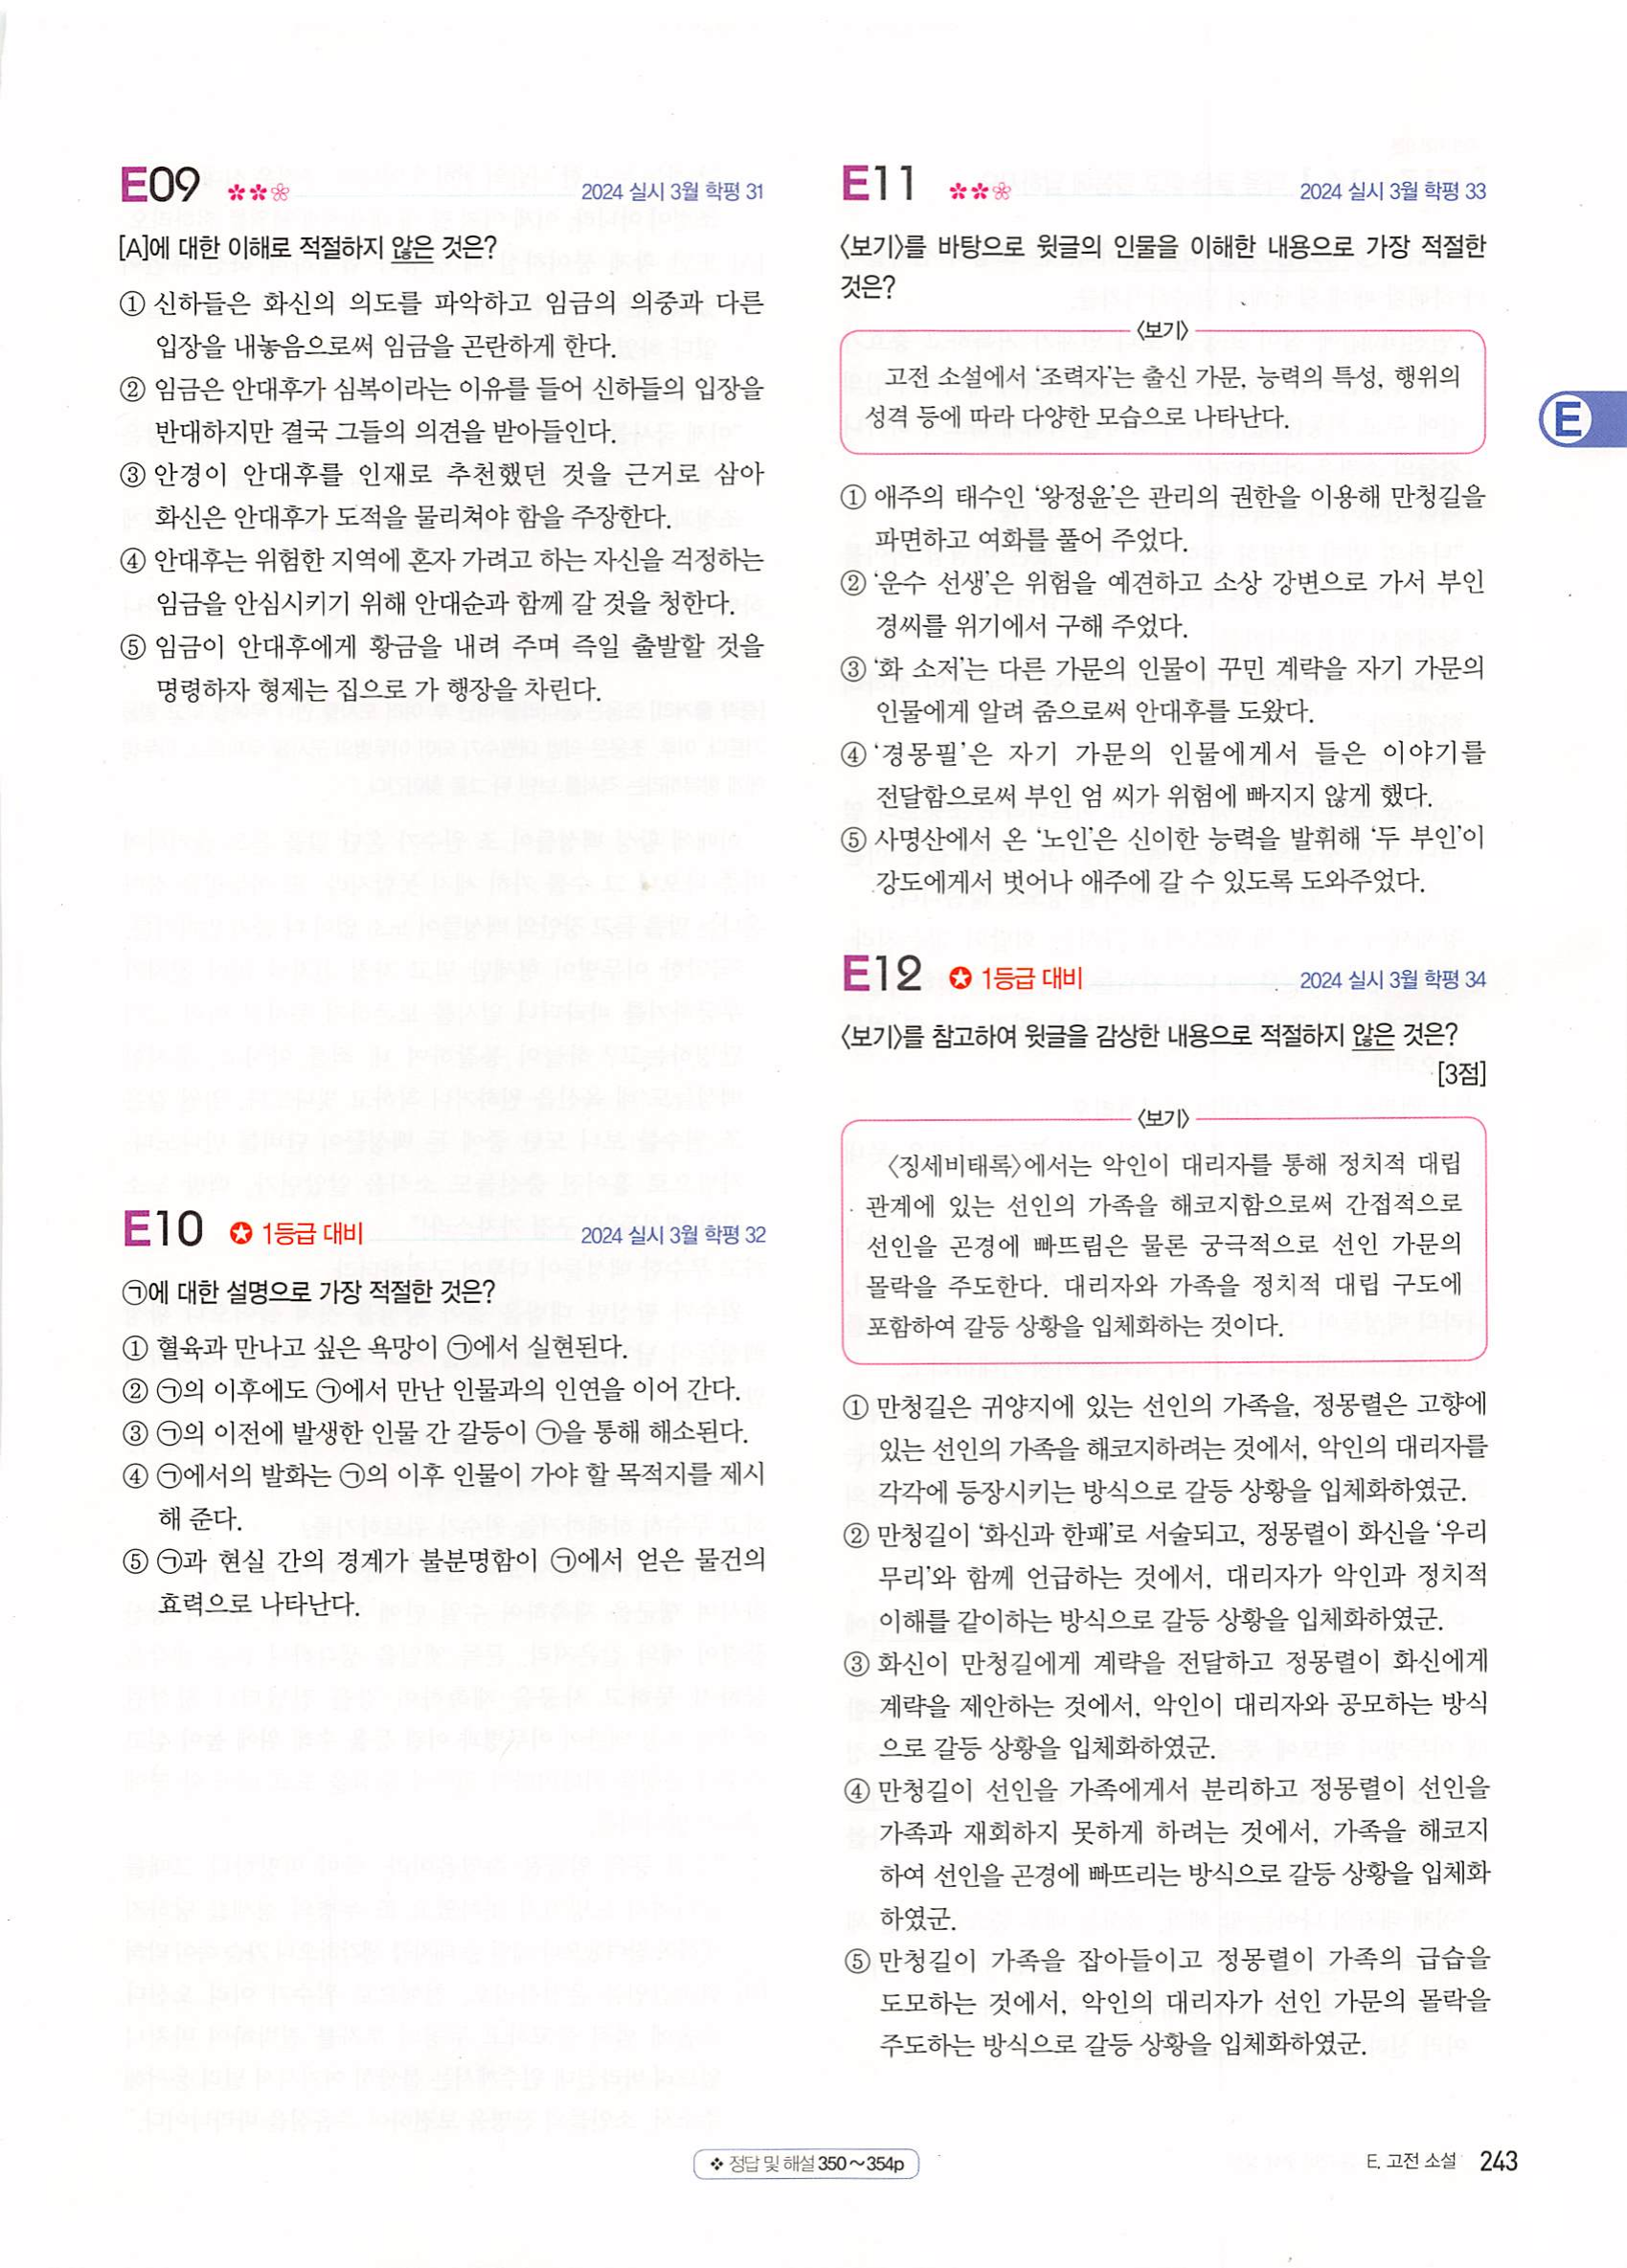 E09
2024 실시 3월 학평 31
[A]에 대한 이해로 적절하지 않은 것은?
① 신하들은 화신의 의도를 파악하고 임금의 의중과 다른
입장을 내놓음으로써 임금을 곤란하게 한다.
② 임금은 안대후가 심복이라는 이유를 들어 신하들의 입장을
반대하지만 결국 그들의 의견을 받아들인다.
③ 안경이 안대후를 인재로 추천했던 것을 근거로 삼아
화신은 안대후가 도적을 물리쳐야 함을 주장한다.
④ 안대후는 위험한 지역에 혼자 가려고 하는 자신을 걱정하는
임금을 안심시키기 위해 안대순과 함께 갈 것을 청한다.
⑤ 임금이 안대후에게 황금을 내려 주며 즉일 출발할 것을
명령하자 형제는 집으로 가 행장을 차린다.
E10 1등급 대비
2024 실시 3월 학평 32
㉠에 대한 설명으로 가장 적절한 것은?
① 혈육과 만나고 싶은 욕망이 ㉠에서 실현된다.
② ㉠의 이후에도 ㉠에서 만난 인물과의 인연을 이어 간다.
③ ㉠의 이전에 발생한 인물 간 갈등이 ㉠을 통해 해소된다.
④ ㉠에서의 발화는 ㉠의 이후 인물이 가야 할 목적지를 제시
해 준다.
⑤ ㉠과 현실 간의 경계가 불분명함이 ㉠에서 얻은 물건의
효력으로 나타난다.
E11
2024 실시 3월 학평 33
〈보기〉를 바탕으로 윗글의 인물을 이해한 내용으로 가장 적절한
것은?
〈보기〉
고전 소설에서 ‘조력자’는 출신 가문, 능력의 특성, 행위의
성격 등에 따라 다양한 모습으로 나타난다.
① 애주의 태수인 ‘왕정윤’은 관리의 권한을 이용해 만청길을
파면하고 여화를 풀어 주었다.
② ‘운수 선생’은 위험을 예견하고 소상 강변으로 가서 부인
경씨를 위기에서 구해 주었다.
③ ‘화 소저’는 다른 가문의 인물이 꾸민 계략을 자기 가문의
인물에게 알려 줌으로써 안대후를 도왔다.
④ ‘경몽필’은 자기 가문의 인물에게서 들은 이야기를
전달함으로써 부인 엄 씨가 위험에 빠지지 않게 했다.
⑤ 사명산에서 온 ‘노인’은 신이한 능력을 발휘해 ‘두 부인’이
강도에게서 벗어나 애주에 갈 수 있도록 도와주었다.
E12 1등급 대비
2024 실시 3월 학평 34
〈보기〉를 참고하여 윗글을 감상한 내용으로 적절하지 않은 것은?
[3점]
〈보기〉
〈징세비태록〉에서는 악인이 대리자를 통해 정치적 대립
관계에 있는 선인의 가족을 해코지함으로써 간접적으로
선인을 곤경에 빠뜨림은 물론 궁극적으로 선인 가문의
몰락을 주도한다. 대리자와 가족을 정치적 대립 구도에
포함하여 갈등 상황을 입체화하는 것이다.
① 만청길은 귀양지에 있는 선인의 가족을, 정몽렬은 고향에
있는 선인의 가족을 해코지하려는 것에서, 악인의 대리자를
각각에 등장시키는 방식으로 갈등 상황을 입체화하였군.
② 만청길이 ‘화신과 한패’로 서술되고, 정몽렬이 화신을 ‘우리
무리’와 함께 언급하는 것에서, 대리자가 악인과 정치적
이해를 같이하는 방식으로 갈등 상황을 입체화하였군.
③ 화신이 만청길에게 계략을 전달하고 정몽렬이 화신에게
계략을 제안하는 것에서, 악인이 대리자와 공모하는 방식
으로 갈등 상황을 입체화하였군.
④ 만청길이 선인을 가족에게서 분리하고 정몽렬이 선인을
가족과 재회하지 못하게 하려는 것에서, 가족을 해코지
하여 선인을 곤경에 빠뜨리는 방식으로 갈등 상황을 입체화
하였군.
⑤ 만청길이 가족을 잡아들이고 정몽렬이 가족의 급습을
도모하는 것에서, 악인의 대리자가 선인 가문의 몰락을
주도하는 방식으로 갈등 상황을 입체화하였군.
E
❖ 정답 및 해설 350~354p
E. 고전 소설 243